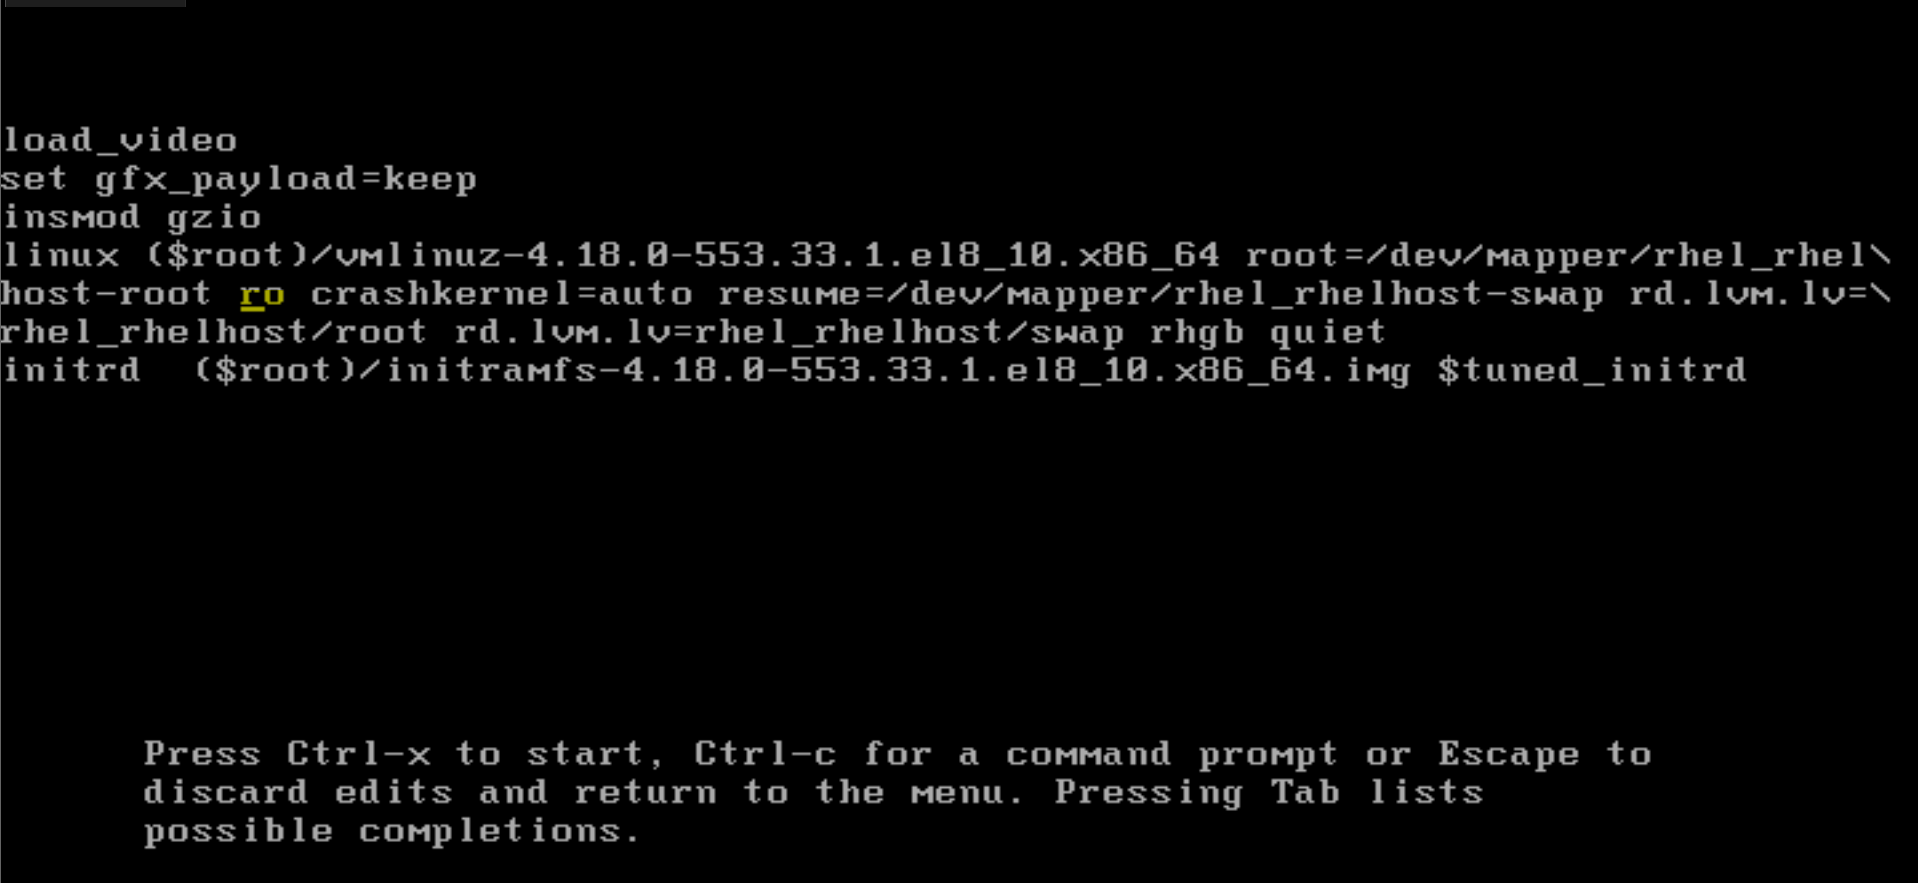 load_video
set gfx_payload=keep
insmod gzio
linux ($root)/vmlinuz-4.18.0-553.33.1.el8_10.x86_64 root=/dev/mapper/rhel_rhel\
host-root ro crashkernel=auto resume=/dev/mapper/rhel_rhelhost-swap rd.lvm.lv=\
rhel_rhelhost/root rd.lvm.lv=rhel_rhelhost/swap rhgb quiet
initrd  ($root)/initramfs-4.18.0-553.33.1.el8_10.x86_64.img $tuned_initrd
Press Ctrl-x to start, Ctrl-c for a command prompt or Escape to
discard edits and return to the menu. Pressing Tab lists
possible completions.